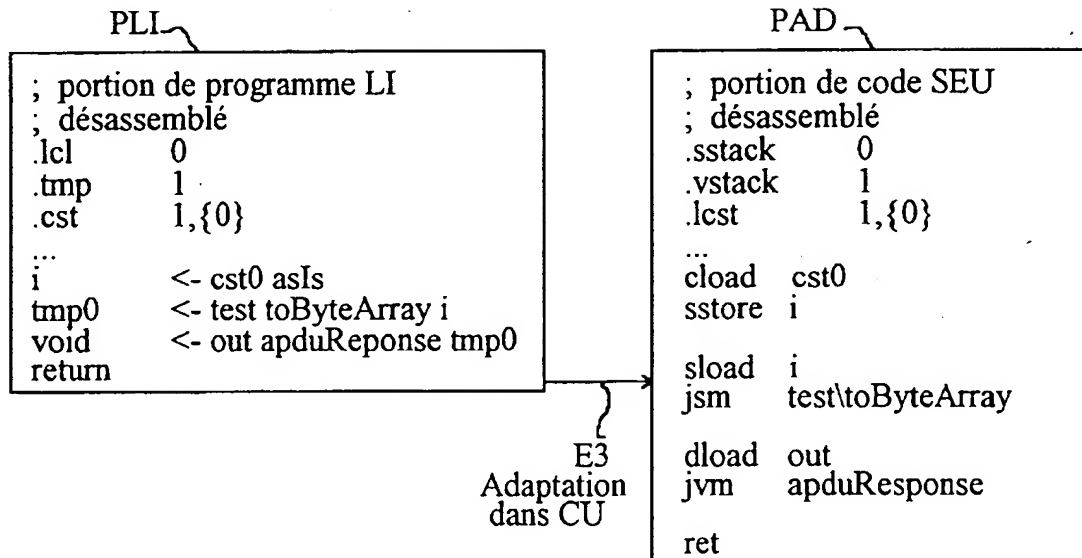 PLI
; portion de programme LI
; désassemblé
.lcl 0
.tmp 1
.cst 1,{0}
...
i <- cst0 asIs
tmp0 <- test toByteArray i
void <- out apduReponse tmp0
return
E3
Adaptation
dans CU
PAD
; portion de code SEU
; désassemblé
.sstack 0
.vstack 1
.lcst 1,{0}
...
cload cst0
sstore i
sload i
jsm test\toByteArray
dload out
jvm apduResponse
ret